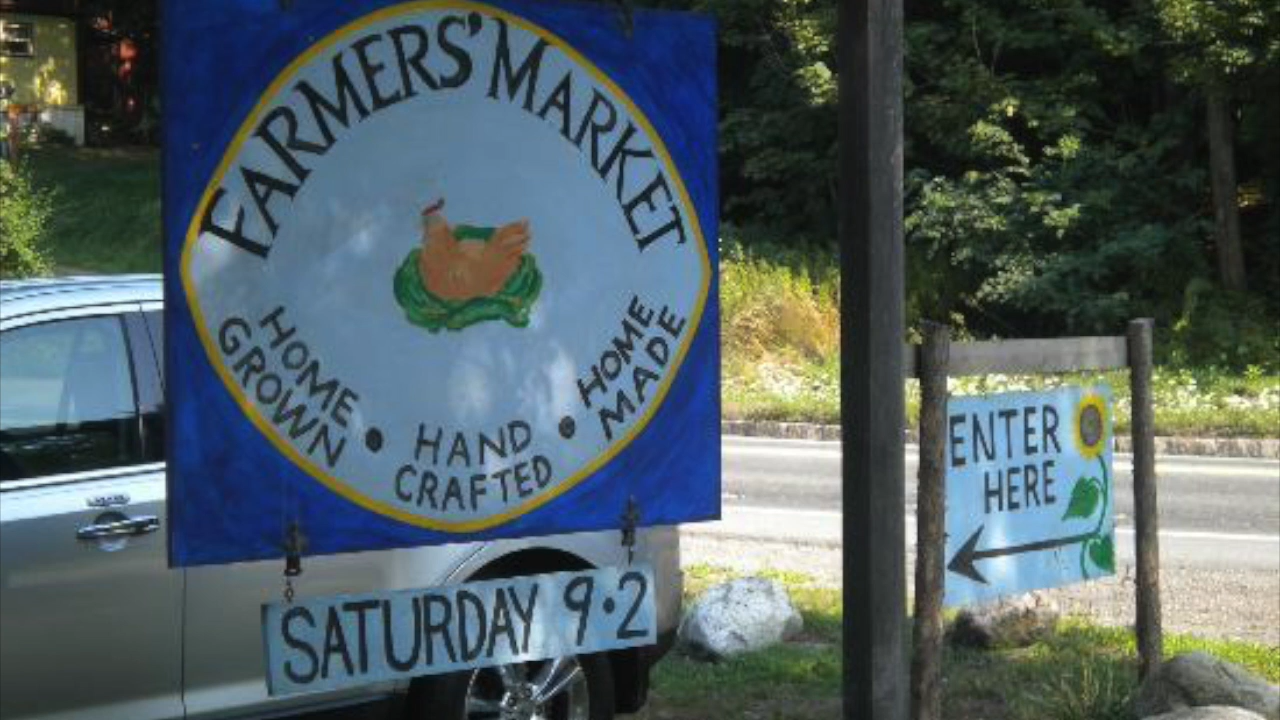 FARMERS' MARKET
HOME
GROWN
•
HAND
CRAFTED
•
HOME
MADE
SATURDAY 9•2
ENTER
HERE